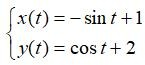 x(t) = − sin t + 1
y(t) = cos t + 2